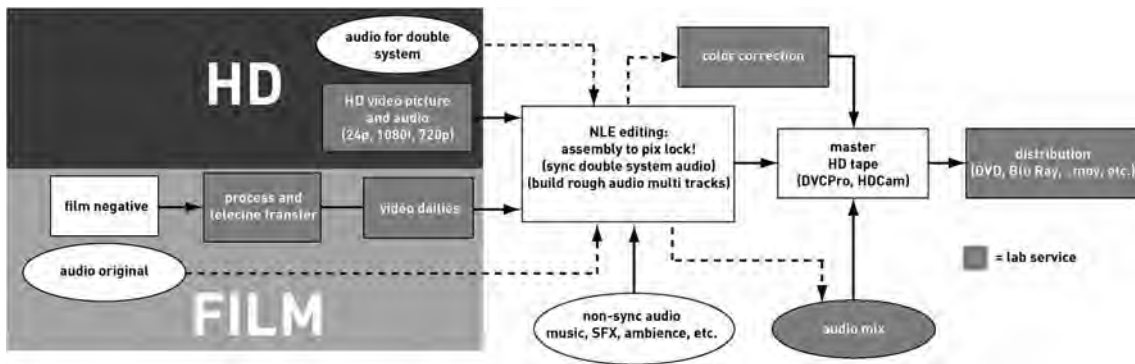 HD
audio for double
system
HD video picture
and audio
(24p, 1080i, 720p)
film negative
process and
telecine transfer
video dailies
audio original
FILM
NLE editing:
assembly to pix lock!
(sync double system audio)
(build rough audio multi tracks)
non-sync audio
music, SFX, ambience, etc.
color correction
master
HD tape
(DVCPro, HDCam)
audio mix
distribution
(DVD, Blu Ray, .mov, etc.)
= lab service